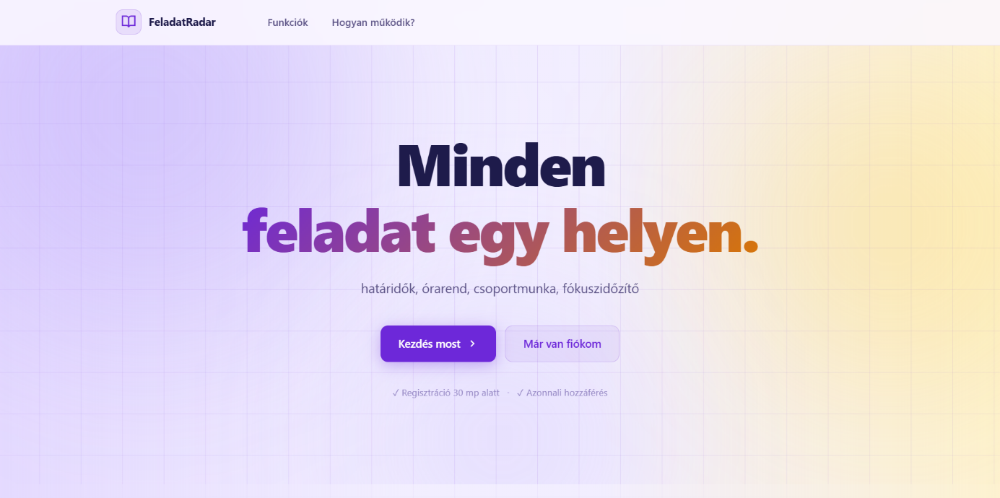 FeladatRadar
Funkciók
Hogyan működik?
Minden
feladat egy helyen.
határidők, órarend, csoportmunka, fókuszidőzítő
Kezdés most
Már van fiókom
✓ Regisztráció 30 mp alatt · ✓ Azonnali hozzáférés